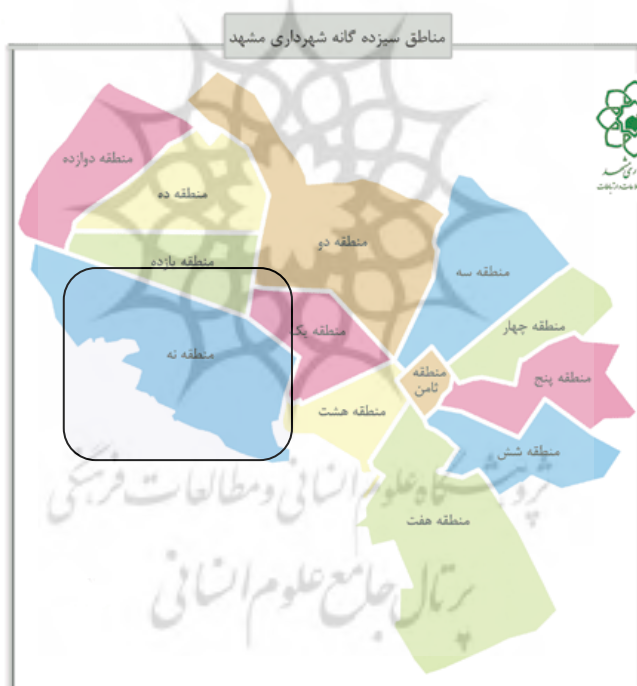 مناطق سیزده گانه شهرداری مشهد
منطقه دوازده
منطقه ده
منطقه دو
منطقه یازده
منطقه سه
منطقه چهار
منطقه یک
منطقه نه
منطقه
ثامن
منطقه پنج
منطقه هشت
منطقه شش
منطقه هفت
پژوهشگاه علوم انسانی و مطالعات فرهنگی
پرتال جامع علوم انسانی